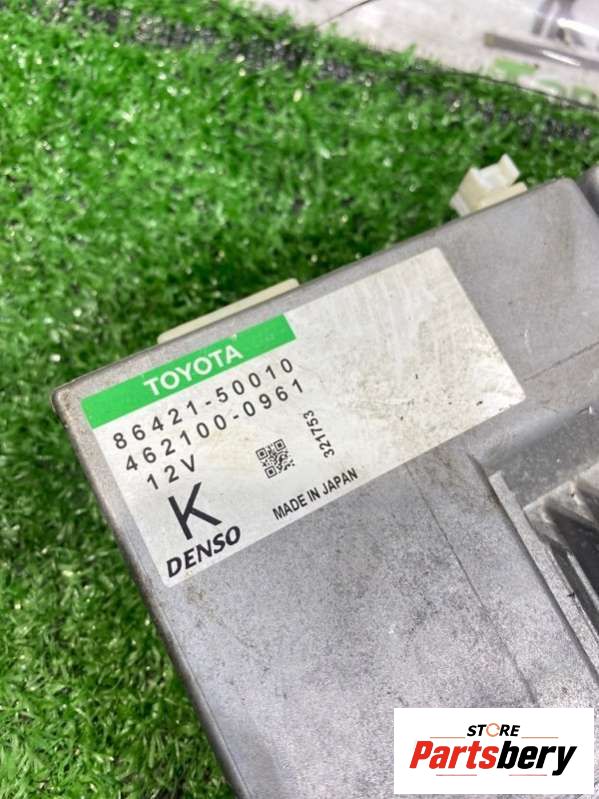 TOYOTA
86421-50010
462100-0961
12V
321753
K
MADE IN JAPAN
DENSO
STORE
Partsbery